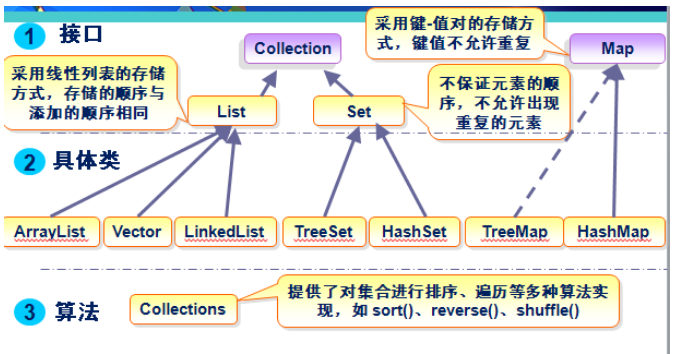 1 接口
Collection
采用键-值对的存储方
式，键值不允许重复
Map
采用线性列表的存储
方式，存储的顺序与
添加的顺序相同
List
Set
不保证元素的顺
序，不允许出现
重复的元素
2 具体类
ArrayList
Vector
LinkedList
TreeSet
HashSet
TreeMap
HashMap
3 算法
Collections
提供了对集合进行排序、遍历等多种算法实
现，如 sort()、reverse()、shuffle()